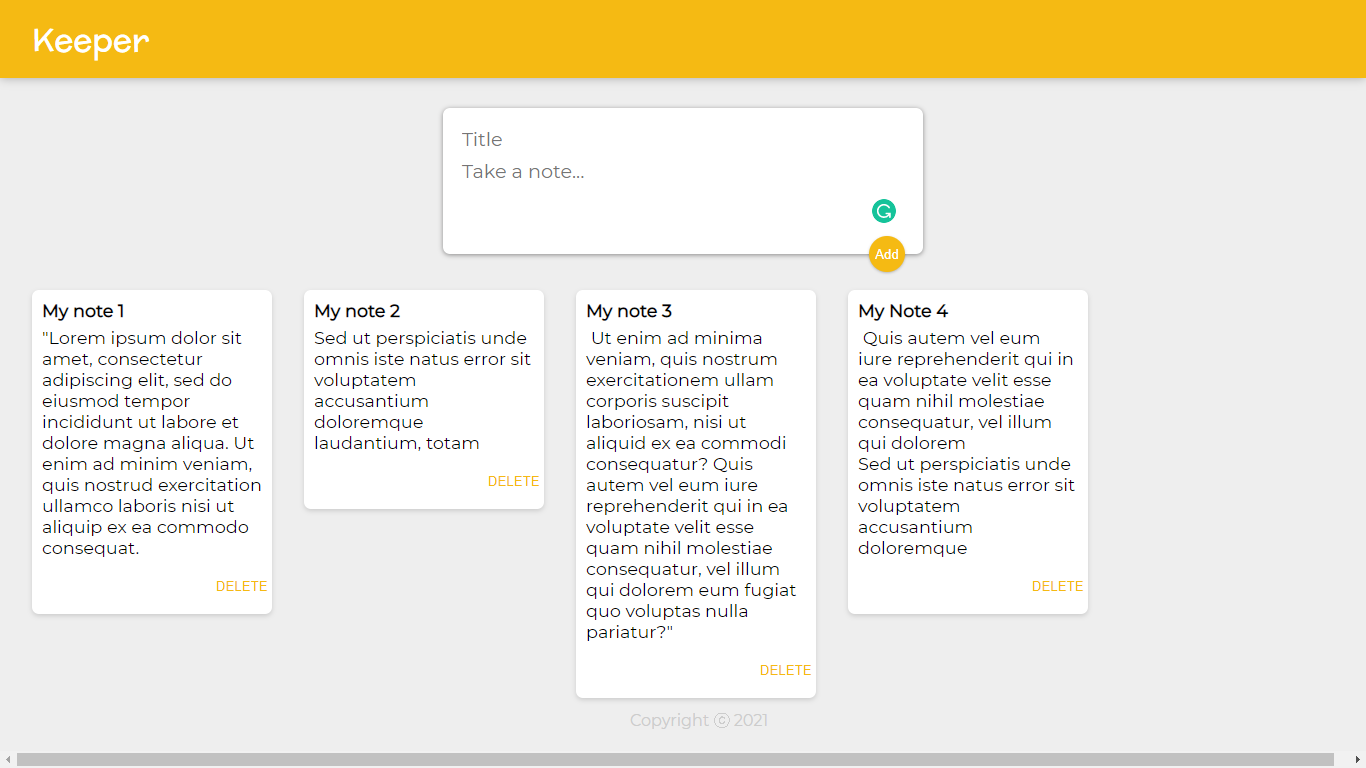 Keeper
Title
Take a note...
Add
My note 1
"Lorem ipsum dolor sit
amet, consectetur
adipiscing elit, sed do
eiusmod tempor
incididunt ut labore et
dolore magna aliqua. Ut
enim ad minim veniam,
quis nostrud exercitation
ullamco laboris nisi ut
aliquip ex ea commodo
consequat.
DELETE
My note 2
Sed ut perspiciatis unde
omnis iste natus error sit
voluptatem
accusantium
doloremque
laudantium, totam
DELETE
My note 3
Ut enim ad minima
veniam, quis nostrum
exercitationem ullam
corporis suscipit
laboriosam, nisi ut
aliquid ex ea commodi
consequatur? Quis
autem vel eum iure
reprehenderit qui in ea
voluptate velit esse
quam nihil molestiae
consequatur, vel illum
qui dolorem eum fugiat
quo voluptas nulla
pariatur?"
DELETE
My Note 4
Quis autem vel eum
iure reprehenderit qui in
ea voluptate velit esse
quam nihil molestiae
consequatur, vel illum
qui dolorem
Sed ut perspiciatis unde
omnis iste natus error sit
voluptatem
accusantium
doloremque
DELETE
Copyright ⓒ 2021